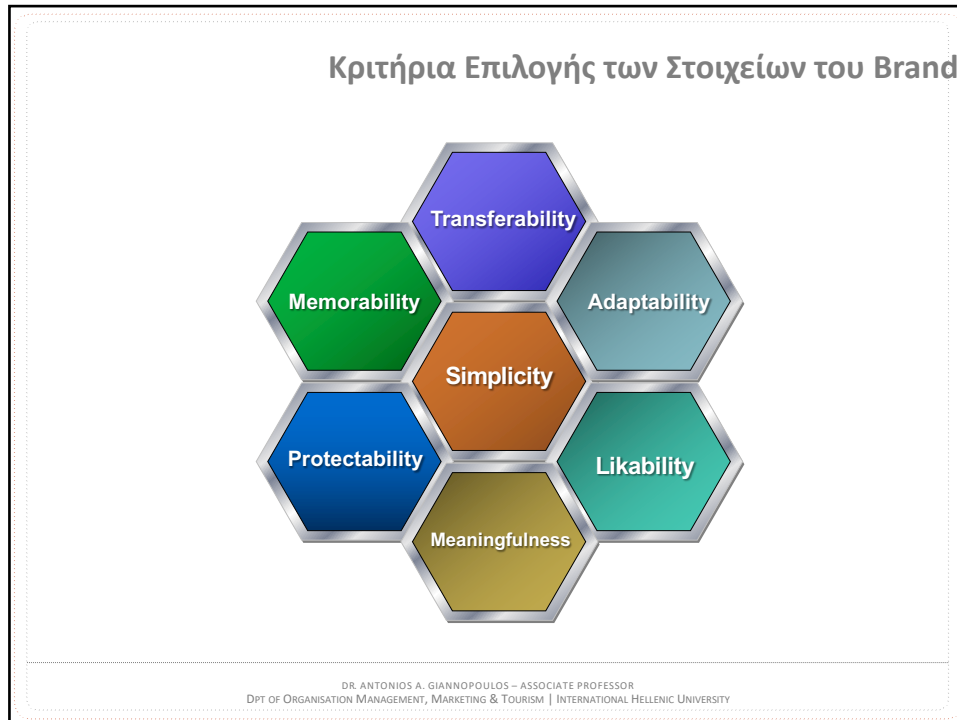 Κριτήρια Επιλογής των Στοιχείων του Brand
Transferability
Memorability
Adaptability
Simplicity
Protectability
Likability
Meaningfulness
DR. ANTONIOS A. GIANNOPOULOS – ASSOCIATE PROFESSOR
DPT OF ORGANISATION MANAGEMENT, MARKETING & TOURISM | INTERNATIONAL HELLENIC UNIVERSITY